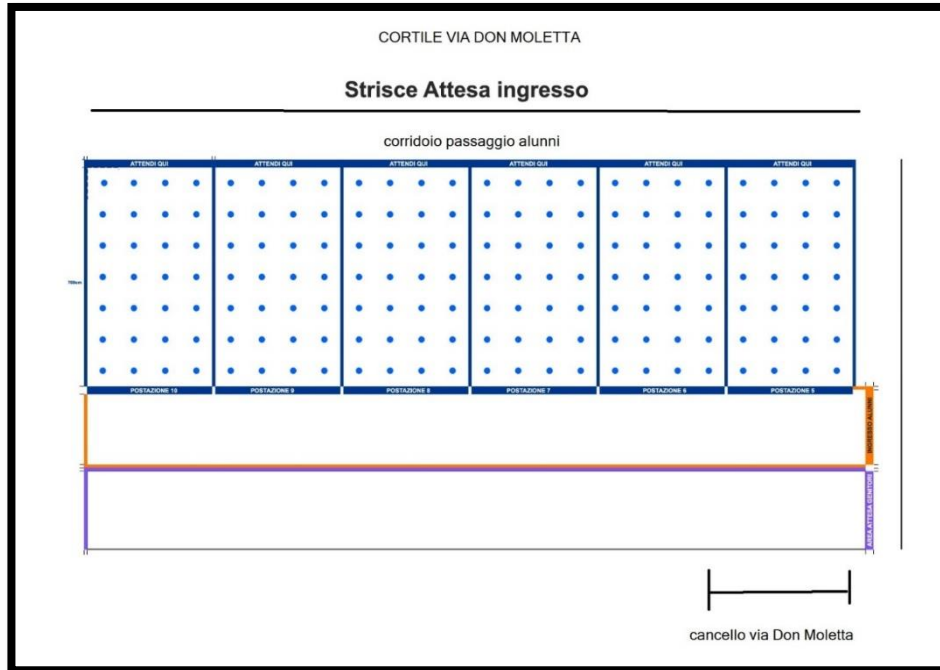 CORTILE VIA DON MOLETTA
Strisce Attesa ingresso
corridoio passaggio alunni
ATTENDI QUI ATTENDI QUI ATTENDI QUI ATTENDI QUI ATTENDI QUI ATTENDI QUI
POSTAZIONE 10 POSTAZIONE 9 POSTAZIONE 8 POSTAZIONE 7 POSTAZIONE 6 POSTAZIONE 5
INGRESSO ALUNNI
AREA ATTESA GENITORI
cancello via Don Moletta